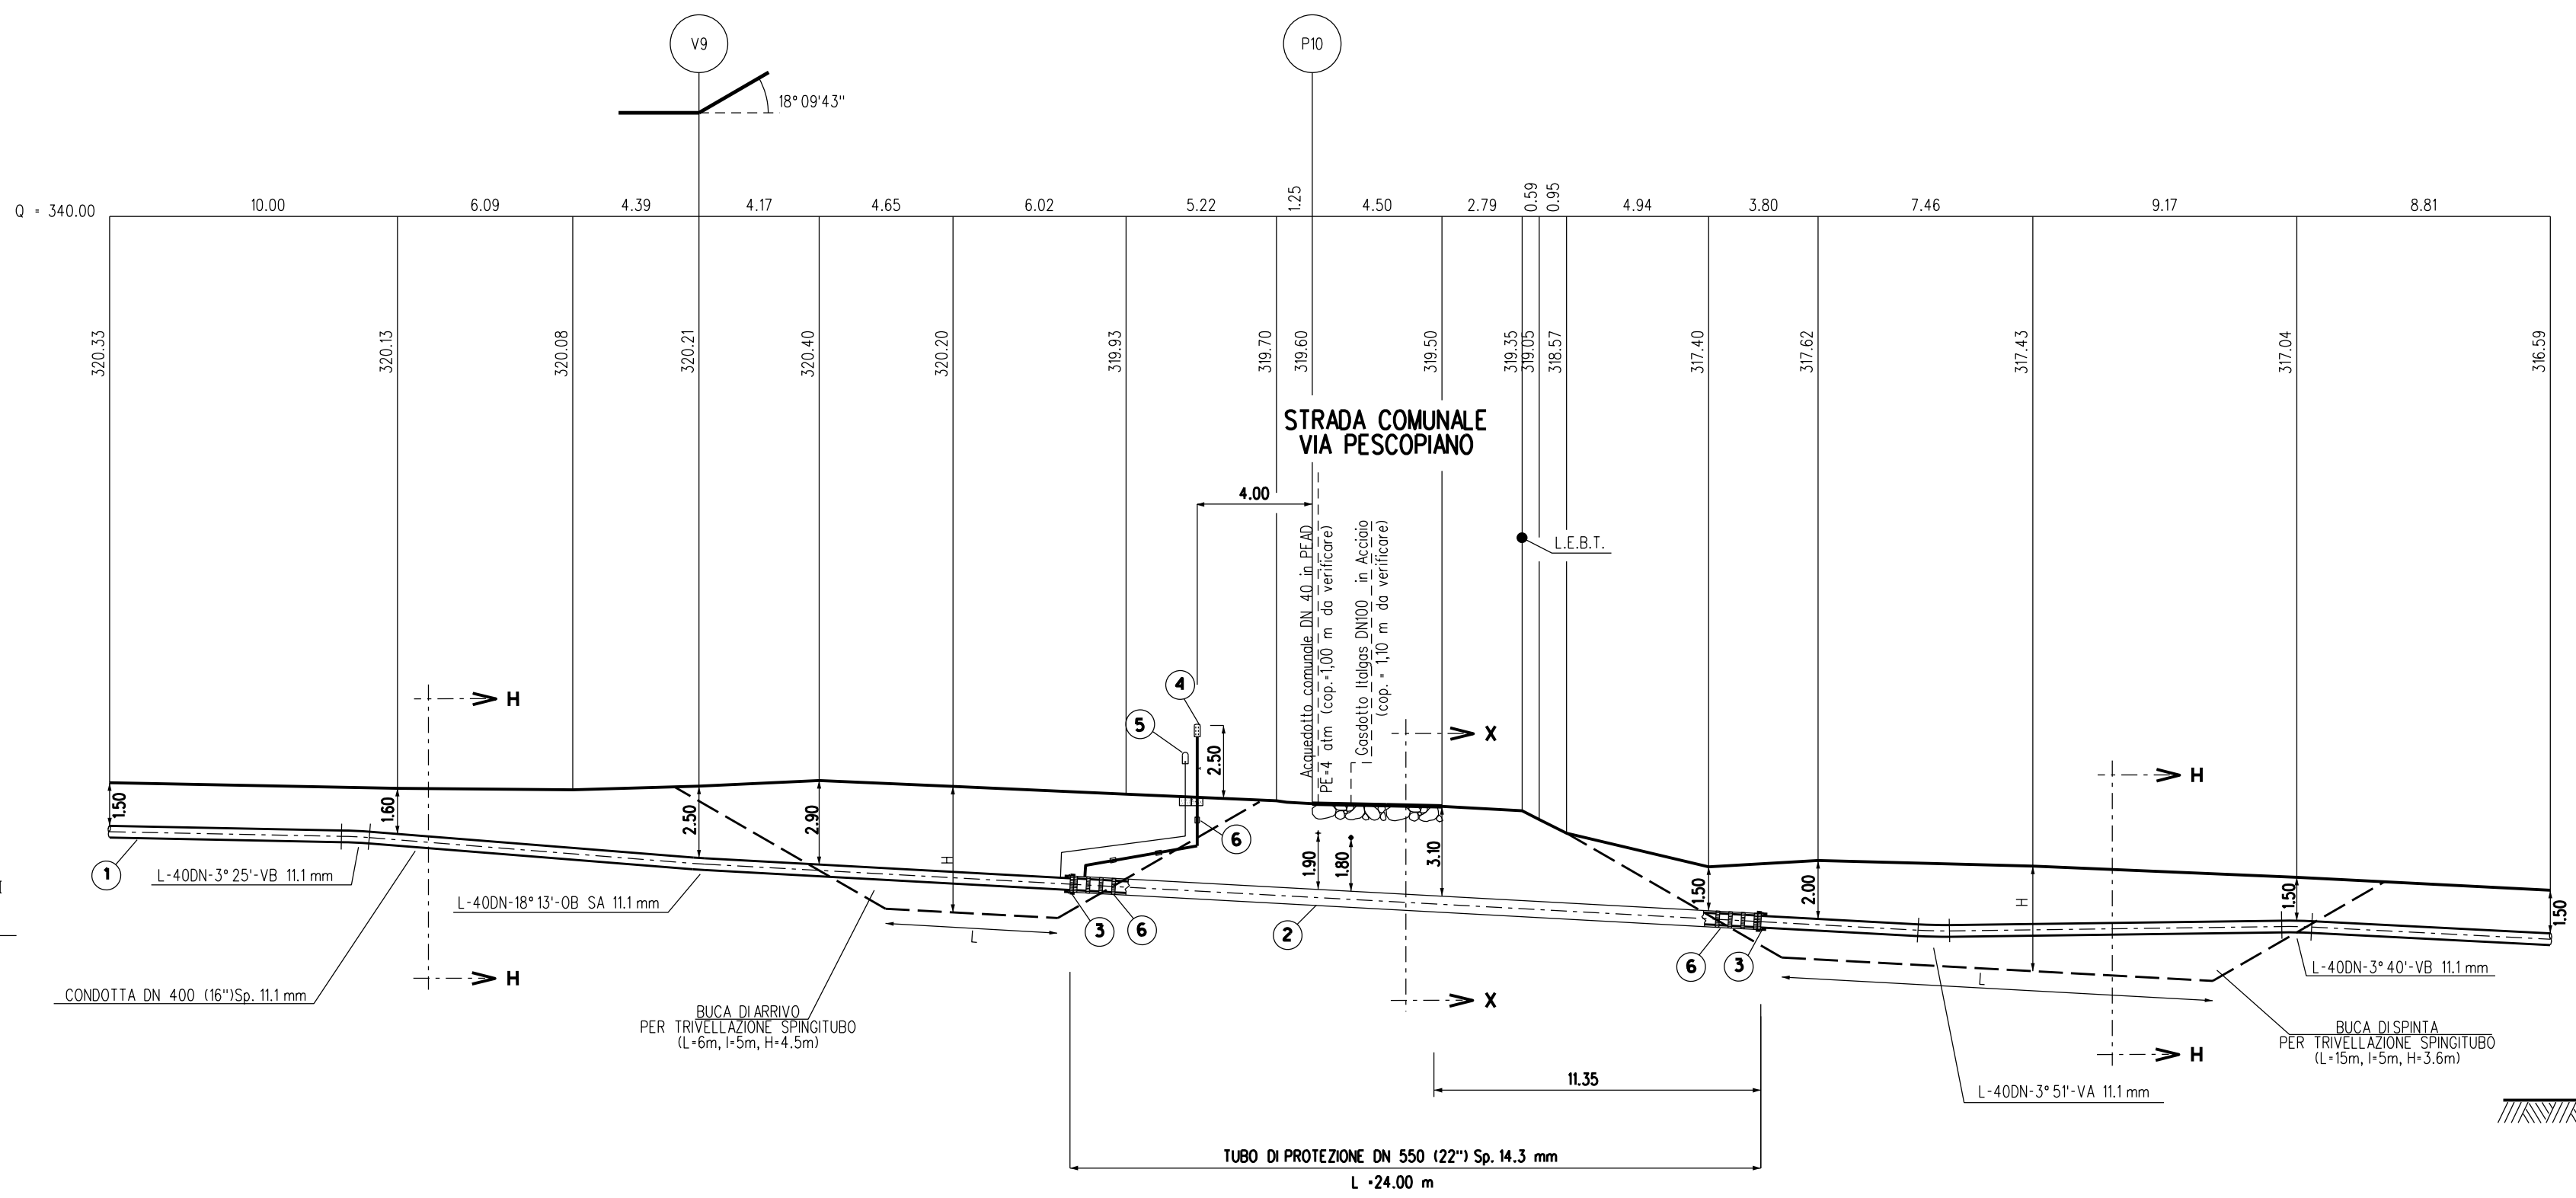 V9
P10
18° 09'43"
Q = 340.00
10.00
6.09
4.39
4.17
4.65
6.02
5.22
1.25
4.50
2.79
0.59
0.95
4.94
3.80
7.46
9.17
8.81
320.33
320.13
320.08
320.21
320.40
320.20
319.93
319.70
319.60
319.50
319.35
319.05
318.57
317.40
317.62
317.43
317.04
316.59
STRADA COMUNALE
VIA PESCOPIANO
4.00
Acquedotto comunale DN 40 in PEAD
PE=4 atm (cop.=1,00 m da verificare)
Gasdotto Italgas DN100 in Acciaio
(cop. = 1,10 m da verificare)
L.E.B.T.
4
H
5
X
2.50
H
1.50
1.60
2.50
2.90
H
6
1.90
1.80
3.10
1.50
2.00
H
1.50
1.50
1
L-40DN-3° 25'-VB 11.1 mm
L-40DN-18° 13'-OB SA 11.1 mm
L
3
6
2
6
3
L
L-40DN-3° 40'-VB 11.1 mm
H
CONDOTTA DN 400 (16")Sp. 11.1 mm
X
BUCA DI ARRIVO
PER TRIVELLAZIONE SPINGITUBO
(L=6m, l=5m, H=4.5m)
BUCA DI SPINTA
PER TRIVELLAZIONE SPINGITUBO
(L=15m, l=5m, H=3.6m)
H
11.35
L-40DN-3° 51'-VA 11.1 mm
TUBO DI PROTEZIONE DN 550 (22") Sp. 14.3 mm
L =24.00 m